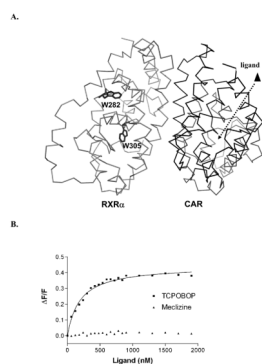 A.
ligand
W282
W305
RXRα
CAR
B.
0.5
0.4
0.3
0.2
0.1
0.0
ΔF/F
TCPOBOP
Meclizine
0
500
1000
1500
2000
Ligand (nM)